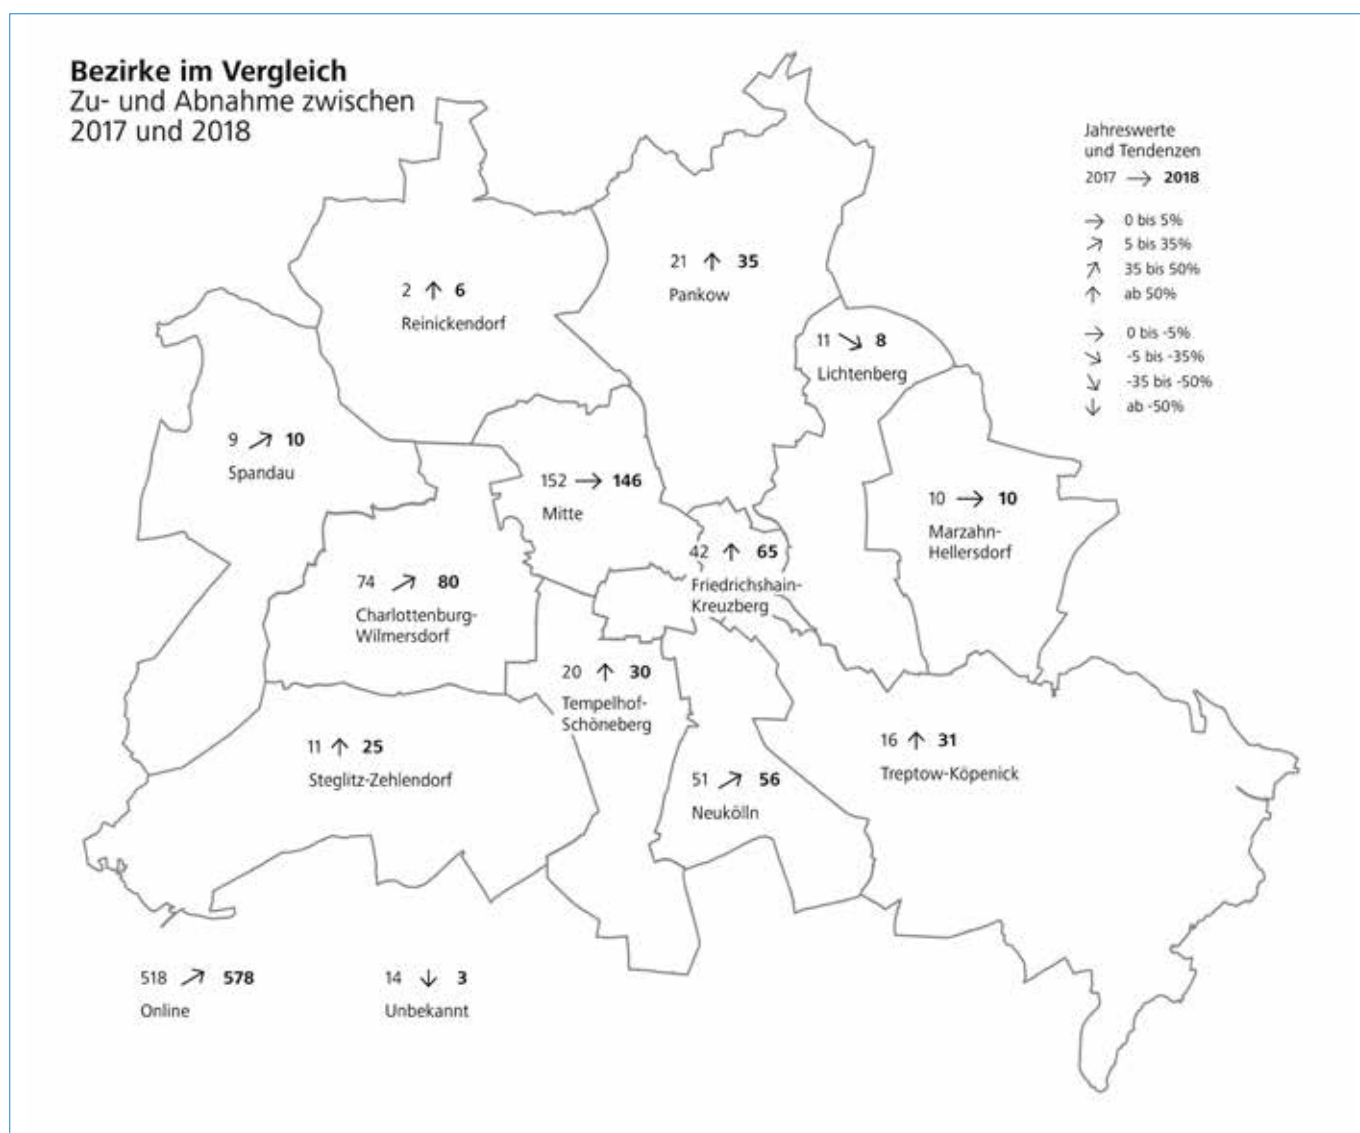 Bezirke im Vergleich
Zu- und Abnahme zwischen
2017 und 2018
Jahreswerte
und Tendenzen
2017 → 2018
→ 0 bis 5%
↗ 5 bis 35%
↗ 35 bis 50%
↑ ab 50%
→ 0 bis -5%
↘ -5 bis -35%
↘ -35 bis -50%
↓ ab -50%
21 ↑ 35
Pankow
2 ↑ 6
Reinickendorf
11 ↘ 8
Lichtenberg
9 ↗ 10
Spandau
152 → 146
Mitte
10 → 10
Marzahn-
Hellersdorf
42 ↑ 65
Friedrichshain-
Kreuzberg
74 ↗ 80
Charlottenburg-
Wilmersdorf
20 ↑ 30
Tempelhof-
Schöneberg
11 ↑ 25
Steglitz-Zehlendorf
51 ↗ 56
Neukölln
16 ↑ 31
Treptow-Köpenick
518 ↗ 578
Online
14 ↓ 3
Unbekannt